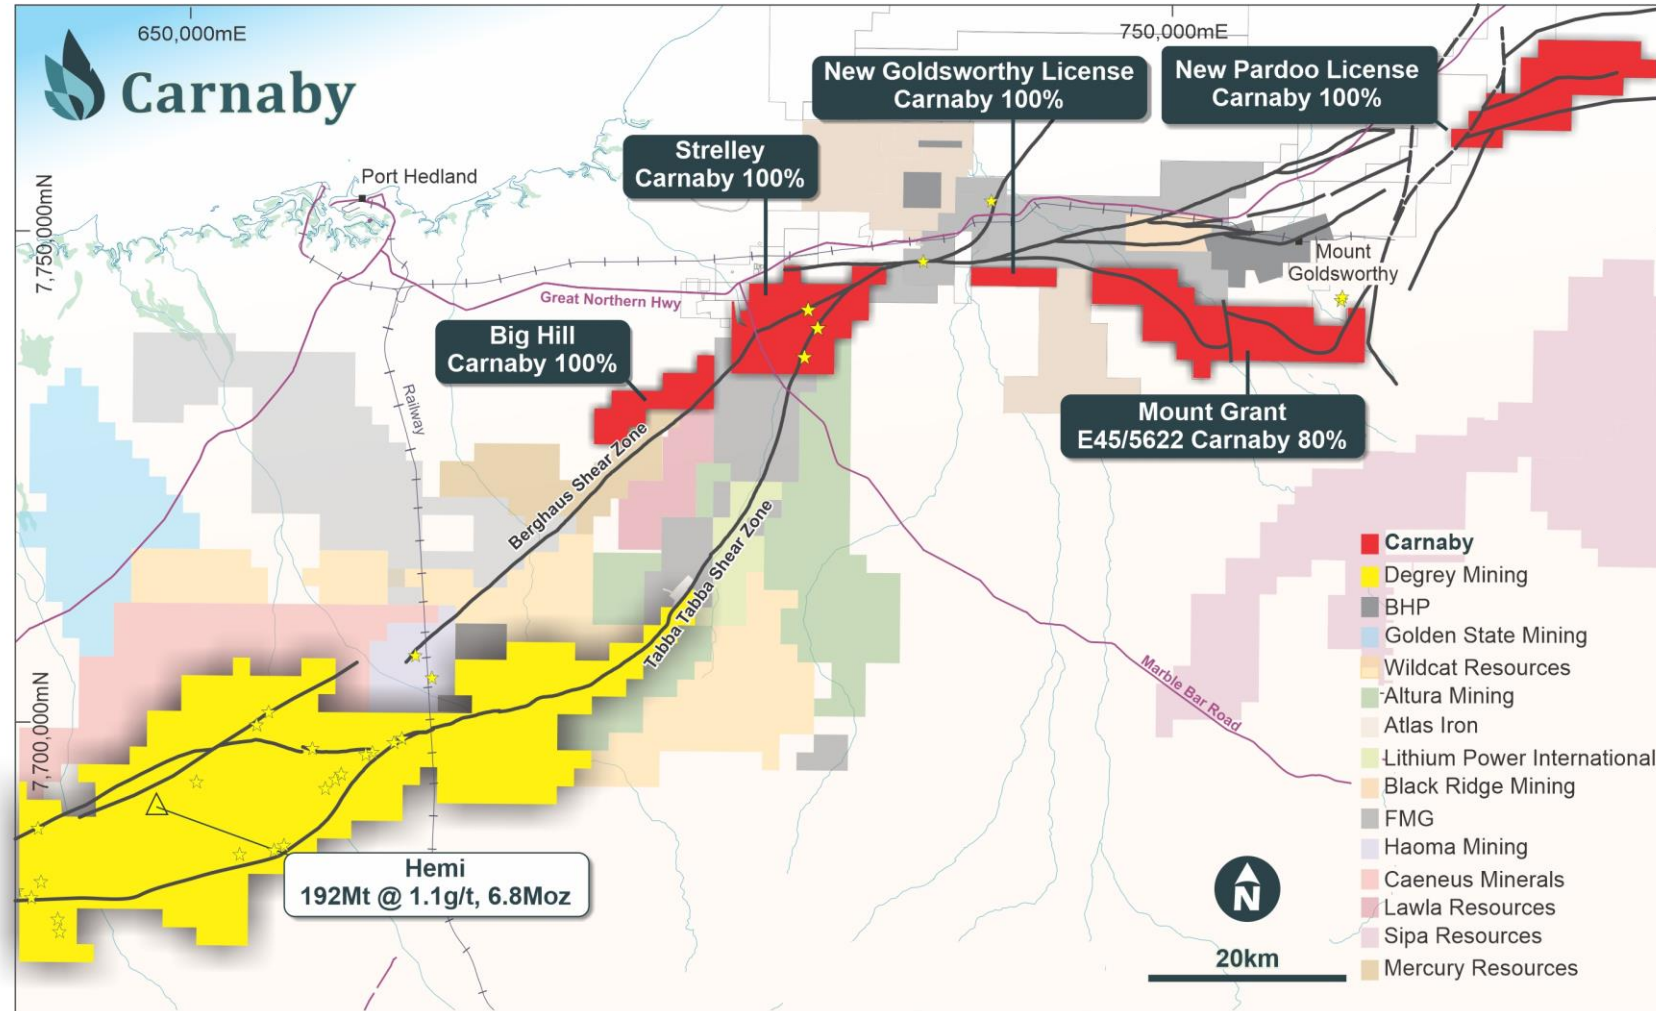 650,000mE
750,000mE
Carnaby
New Goldsworthy License
Carnaby 100%
New Pardoo License
Carnaby 100%
Strelley
Carnaby 100%
Port Hedland
7,750,000mN
Mount
Goldsworthy
Great Northern Hwy
Big Hill
Carnaby 100%
Railway
Mount Grant
E45/5622 Carnaby 80%
Berghaus Shear Zone
Tabba Tabba Shear Zone
Marble Bar Road
7,700,000mN
Hemi
192Mt @ 1.1g/t, 6.8Moz
Carnaby
Degrey Mining
BHP
Golden State Mining
Wildcat Resources
Altura Mining
Atlas Iron
Lithium Power International
Black Ridge Mining
FMG
Haoma Mining
Caeneus Minerals
Lawla Resources
Sipa Resources
Mercury Resources
N
20km